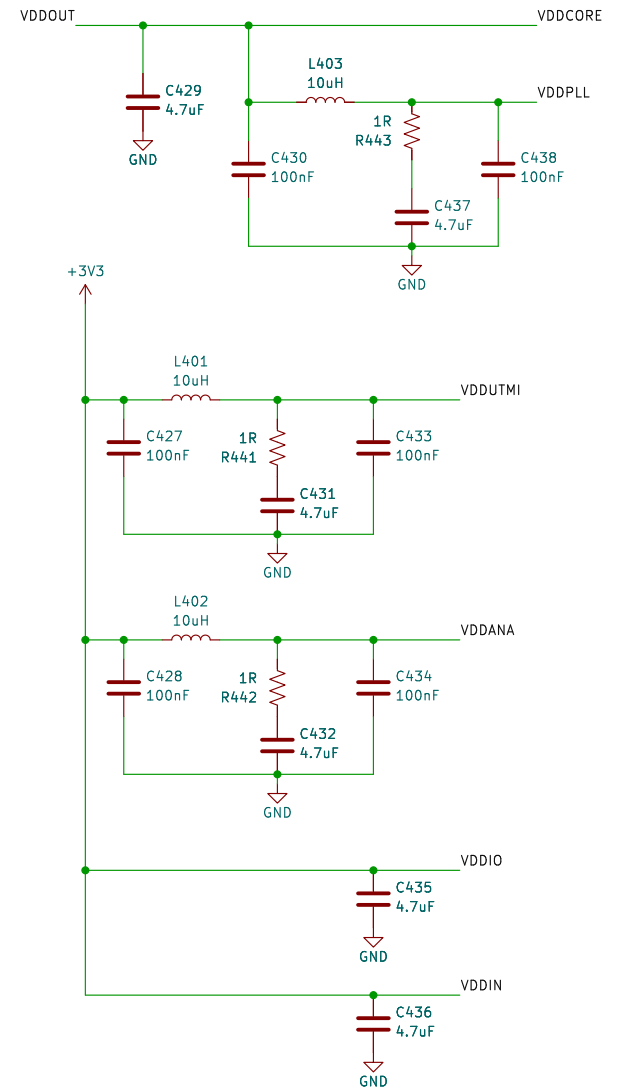 VDDOUT
VDDCORE
L403
10uH
VDDPLL
C429
4.7uF
GND
1R
R443
C430
100nF
C438
100nF
C437
4.7uF
GND
+3V3
L401
10uH
VDDUTMI
C427
100nF
1R
R441
C433
100nF
C431
4.7uF
GND
L402
10uH
VDDANA
C428
100nF
1R
R442
C434
100nF
C432
4.7uF
GND
VDDIO
C435
4.7uF
GND
VDDIN
C436
4.7uF
GND